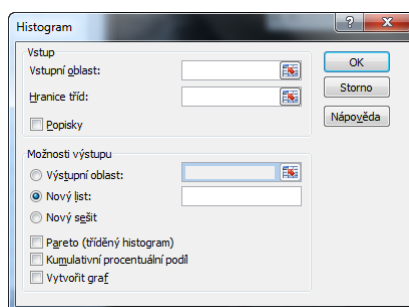 Histogram
Vstup
Vstupní oblast:
Hranice tříd:
Popisky
OK
Storno
Nápověda
Možnosti výstupu
Výstupní oblast:
Nový list:
Nový sešit
Pareto (tříděný histogram)
Kumulativní procentuální podíl
Vytvořit graf